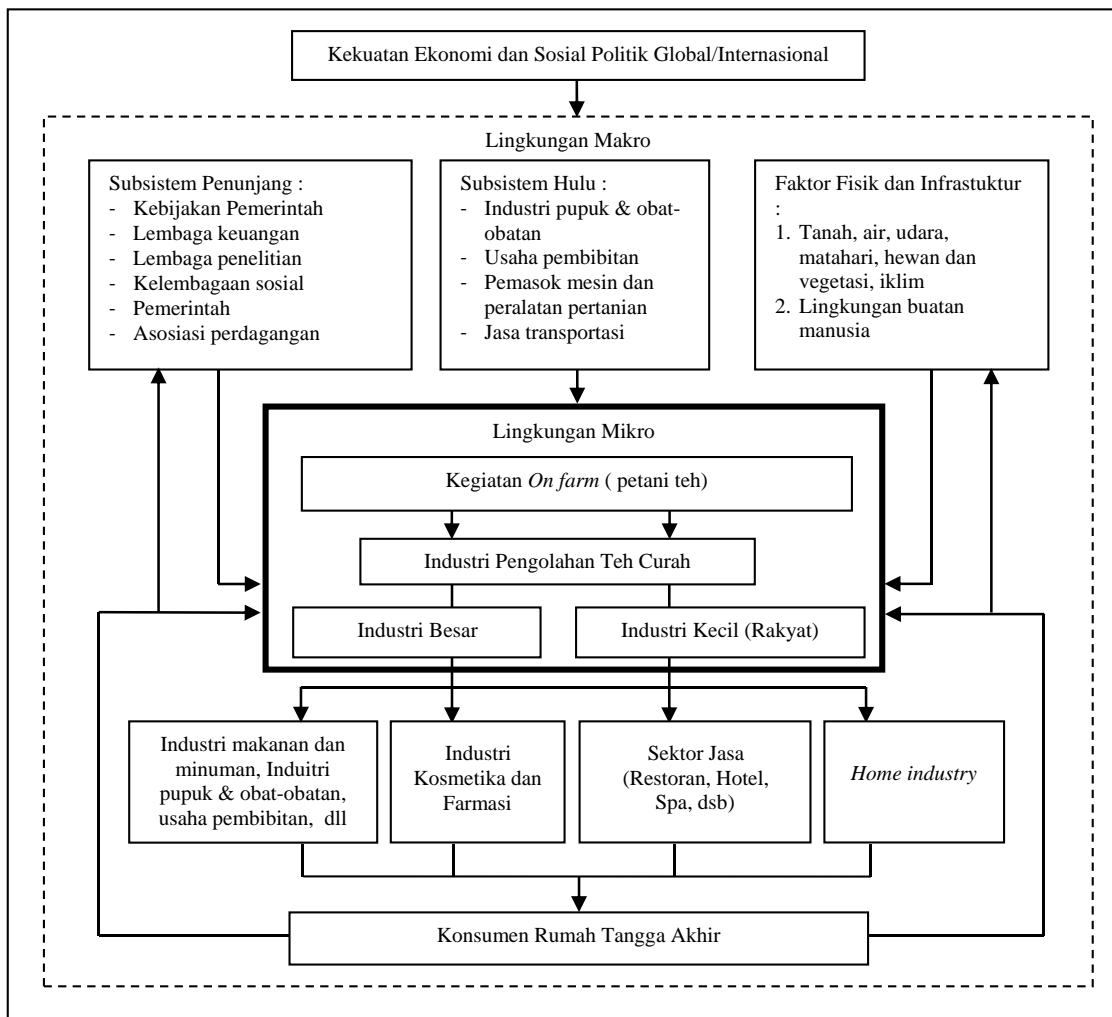 Kekuatan Ekonomi dan Sosial Politik Global/Internasional
Lingkungan Makro
Subsistem Penunjang :
- Kebijakan Pemerintah
- Lembaga keuangan
- Lembaga penelitian
- Kelembagaan sosial
- Pemerintah
- Asosiasi perdagangan
Subsistem Hulu :
- Industri pupuk & obat-
obatan
- Usaha pembibitan
- Pemasok mesin dan
peralatan pertanian
- Jasa transportasi
Faktor Fisik dan Infrastuktur
:
1. Tanah, air, udara,
matahari, hewan dan
vegetasi, iklim
2. Lingkungan buatan
manusia
Lingkungan Mikro
Kegiatan On farm ( petani teh)
Industri Pengolahan Teh Curah
Industri Besar
Industri Kecil (Rakyat)
Industri makanan dan
minuman, Induitri
pupuk & obat-obatan,
usaha pembibitan, dll
Industri
Kosmetika dan
Farmasi
Sektor Jasa
(Restoran, Hotel,
Spa, dsb)
Home industry
Konsumen Rumah Tangga Akhir